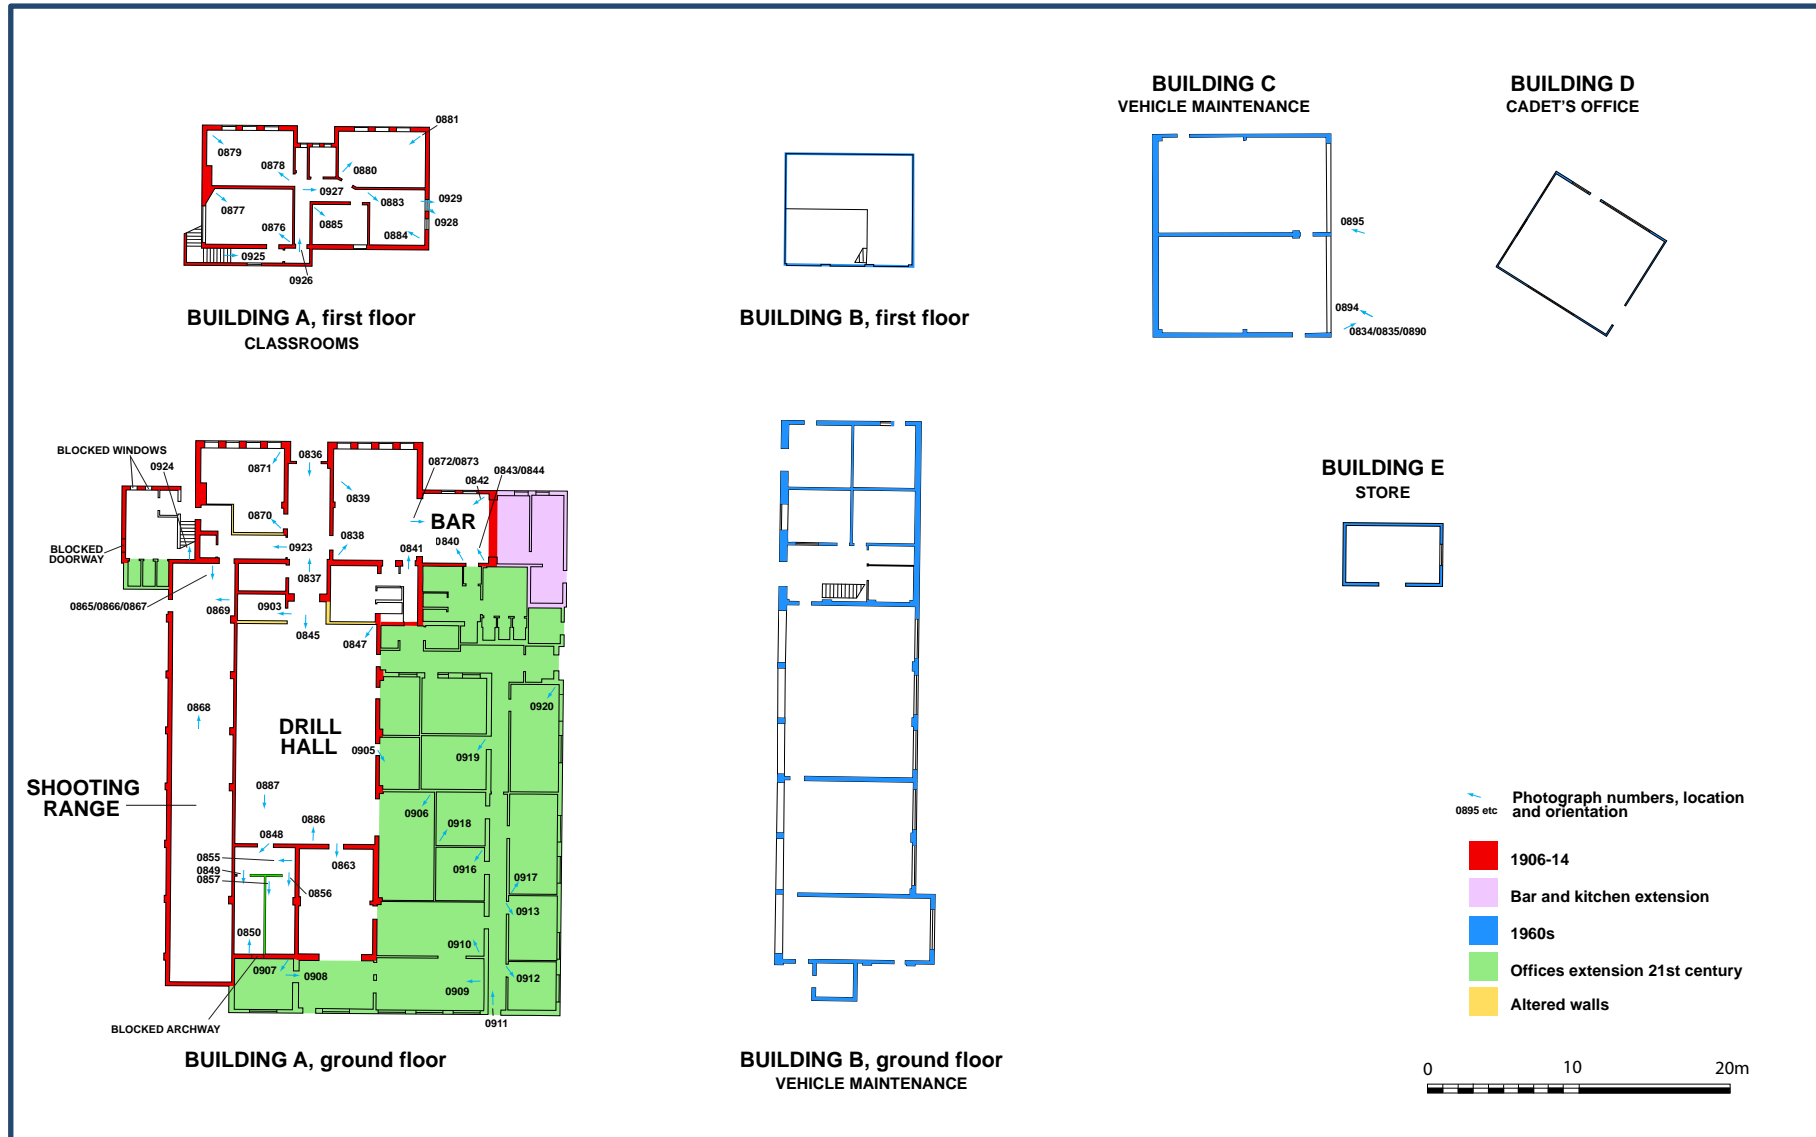 BUILDING C
VEHICLE MAINTENANCE
BUILDING D
CADET'S OFFICE
0881
0879
0878
0880
0927
0883
0929
0877
0885
0928
0876
0884
0925
0926
BUILDING A, first floor
CLASSROOMS
BUILDING B, first floor
0895
0894
0834/0835/0890
BLOCKED WINDOWS
0924
0871
0836
0872/0873
0843/0844
0842
0839
BAR
0870
0838
0840
0923
0841
BLOCKED
DOORWAY
0837
0865/0866/0867
0869
0903
0845
0847
0868
DRILL
HALL
0920
0905
0919
SHOOTING
RANGE
0887
0906
0886
0918
0848
0855
0849
0857
0863
0856
0916
0917
0913
0850
0910
0907
0908
0909
0912
BLOCKED ARCHWAY
0911
BUILDING A, ground floor
BUILDING B, ground floor
VEHICLE MAINTENANCE
BUILDING E
STORE
0895 etc
Photograph numbers, location
and orientation
1906-14
Bar and kitchen extension
1960s
Offices extension 21st century
Altered walls
0 10 20m